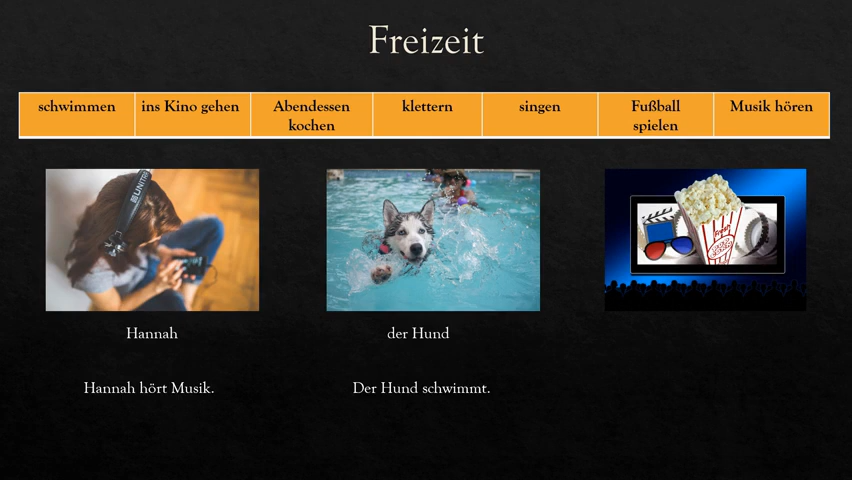 Freizeit
schwimmen
ins Kino gehen
Abendessen
kochen
klettern
singen
Fußball
spielen
Musik hören
Hannah
der Hund
Hannah hört Musik.
Der Hund schwimmt.